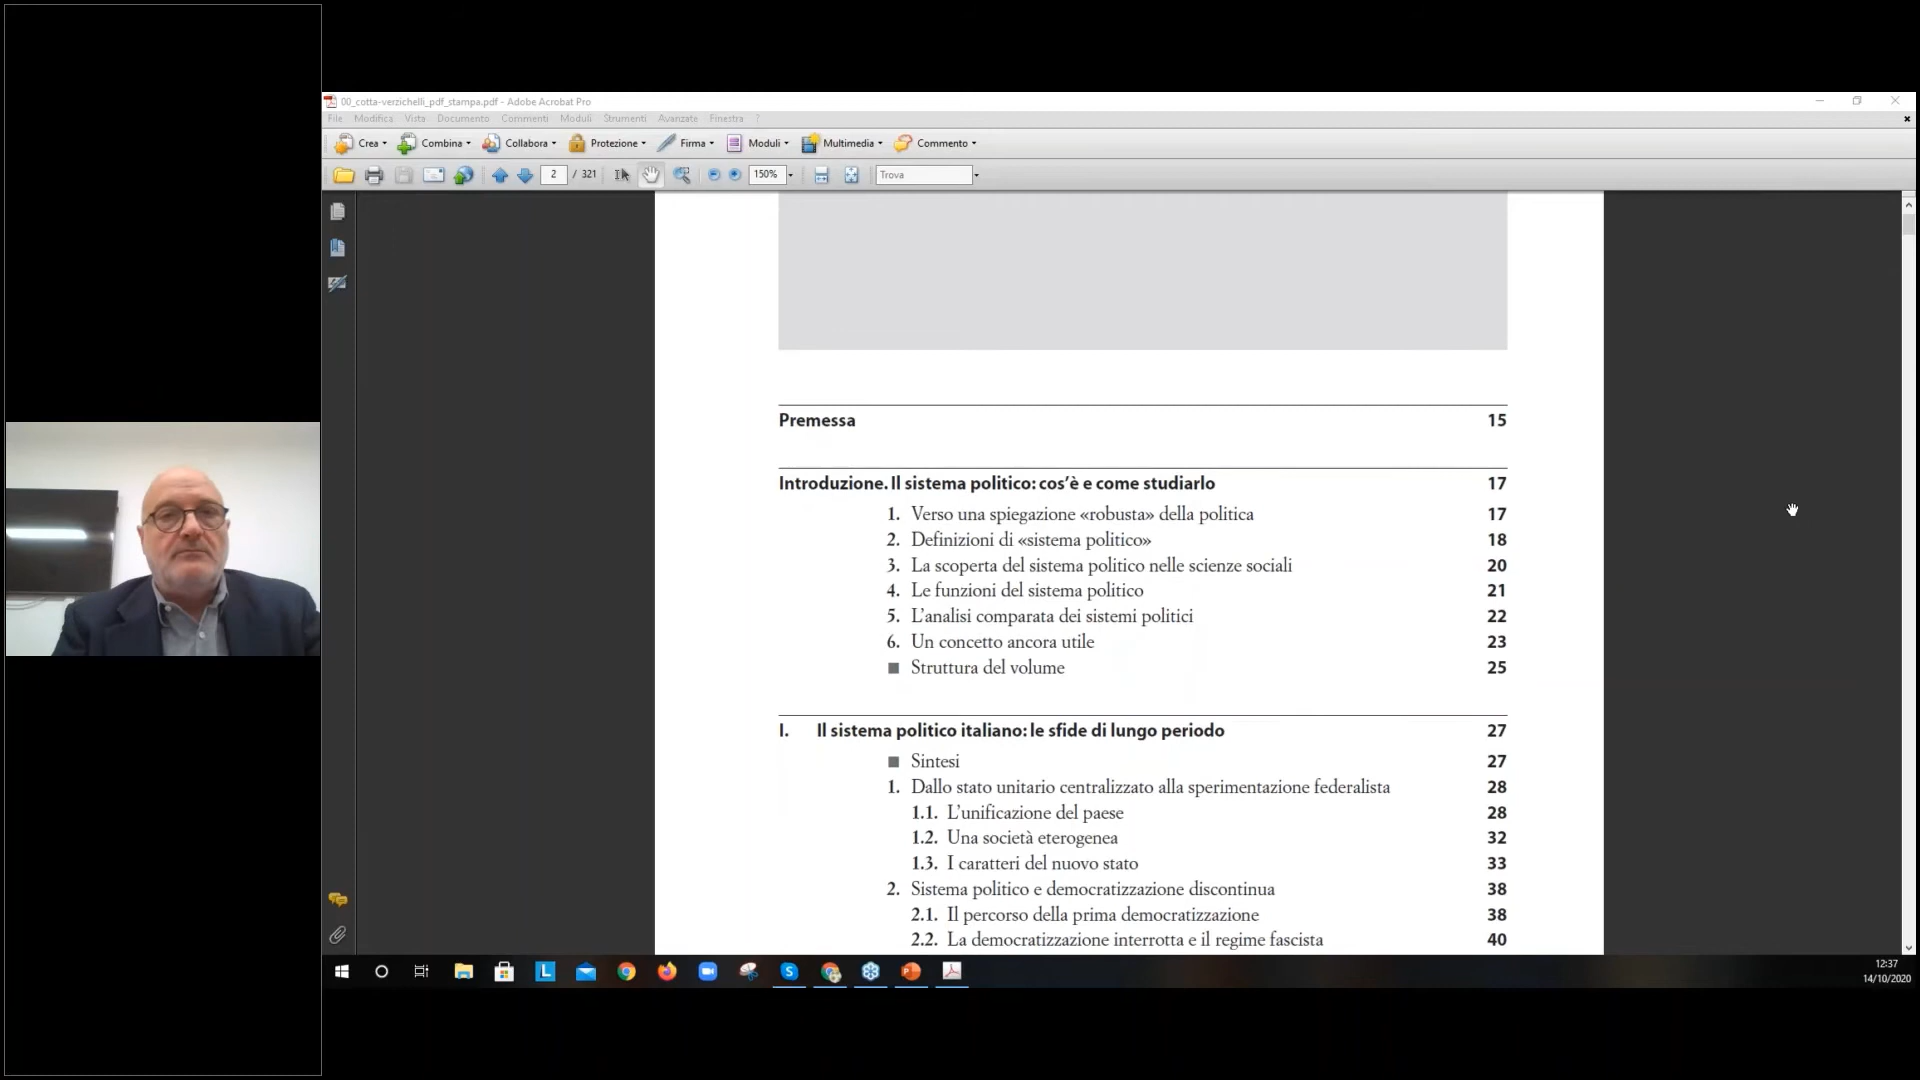 00_cotta-verzichelli_pdf_stampa.pdf - Adobe Acrobat Pro
File Modifica Vista Documento Commenti Moduli Strumenti Avanzate Finestra ?
Crea Combina Collabora Protezione Firma Moduli Multimedia Commento
2 / 321 150% Trova
Premessa 15
Introduzione. Il sistema politico: cos'è e come studiarlo 17
1. Verso una spiegazione «robusta» della politica 17
2. Definizioni di «sistema politico» 18
3. La scoperta del sistema politico nelle scienze sociali 20
4. Le funzioni del sistema politico 21
5. L'analisi comparata dei sistemi politici 22
6. Un concetto ancora utile 23
■ Struttura del volume 25
I. Il sistema politico italiano: le sfide di lungo periodo 27
■ Sintesi 27
1. Dallo stato unitario centralizzato alla sperimentazione federalista 28
1.1. L'unificazione del paese 28
1.2. Una società eterogenea 32
1.3. I caratteri del nuovo stato 33
2. Sistema politico e democratizzazione discontinua 38
2.1. Il percorso della prima democratizzazione 38
2.2. La democratizzazione interrotta e il regime fascista 40
12:37
14/10/2020